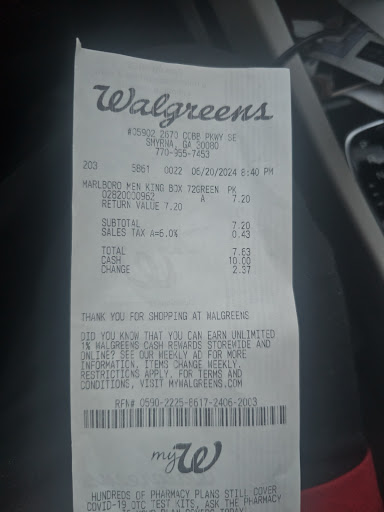 Walgreens
#05902 2673 COBB PKWY SE
SMYRNA, GA 30080
770-955-7453
203 5861 0022 06/20/2024 8:40 PM
MARLBORO MEN KING BOX 72GREEN PK
02820000962 A 7.20
RETURN VALUE 7.20
SUBTOTAL 7.20
SALES TAX A=6.0% 0.43
TOTAL 7.63
CASH 10.00
CHANGE 2.37
THANK YOU FOR SHOPPING AT WALGREENS
DID YOU KNOW THAT YOU CAN EARN UNLIMITED
1% WALGREENS CASH REWARDS STOREWIDE AND
ONLINE? SEE OUR WEEKLY AD FOR MORE
INFORMATION. ITEMS CHANGE WEEKLY.
RESTRICTIONS APPLY. FOR TERMS AND
CONDITIONS, VISIT MYWALGREENS.COM
RFN# 0590-2225-8617-2406-2003
myW
HUNDREDS OF PHARMACY PLANS STILL COVER
COVID-19 OTC TEST KITS. ASK THE PHARMACY